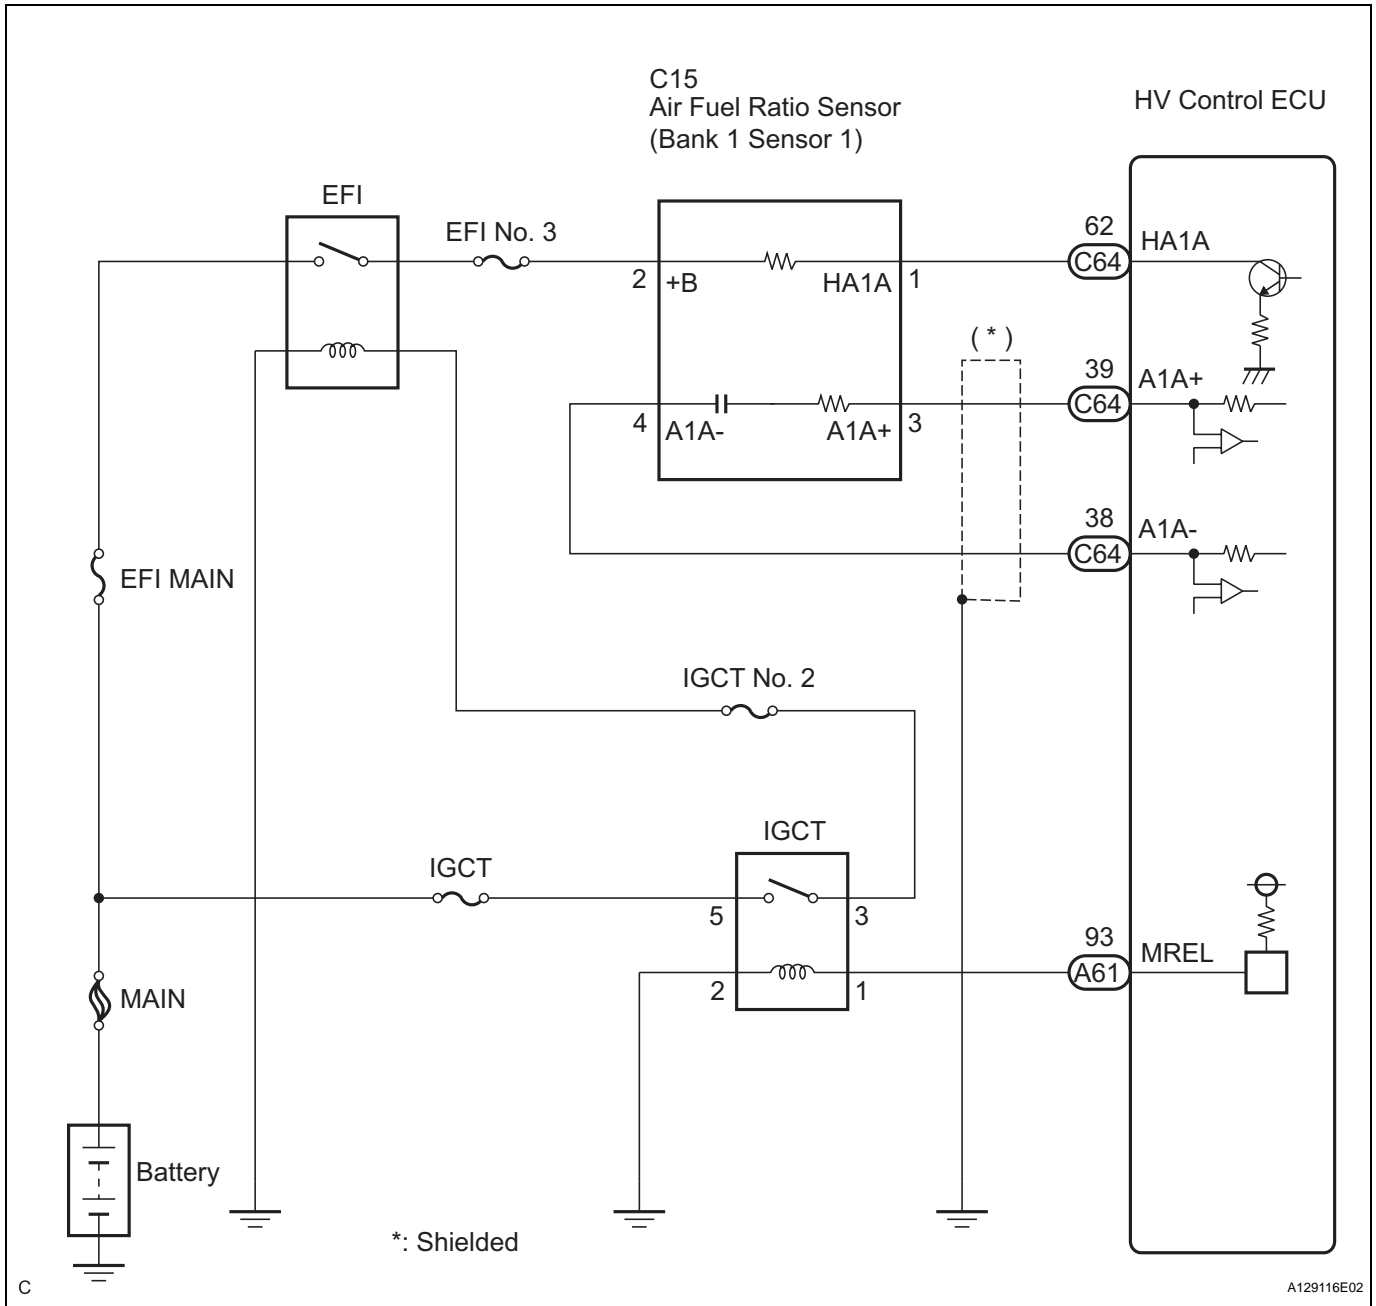 C15
Air Fuel Ratio Sensor
(Bank 1 Sensor 1)
HV Control ECU
EFI
EFI No. 3
2
+B
HA1A
1
62
C64
HA1A
( * )
39
C64
A1A+
4
A1A-
A1A+
3
38
C64
A1A-
EFI MAIN
IGCT No. 2
IGCT
IGCT
5
3
93
A61
MREL
2
1
MAIN
Battery
*: Shielded
C
A129116E02